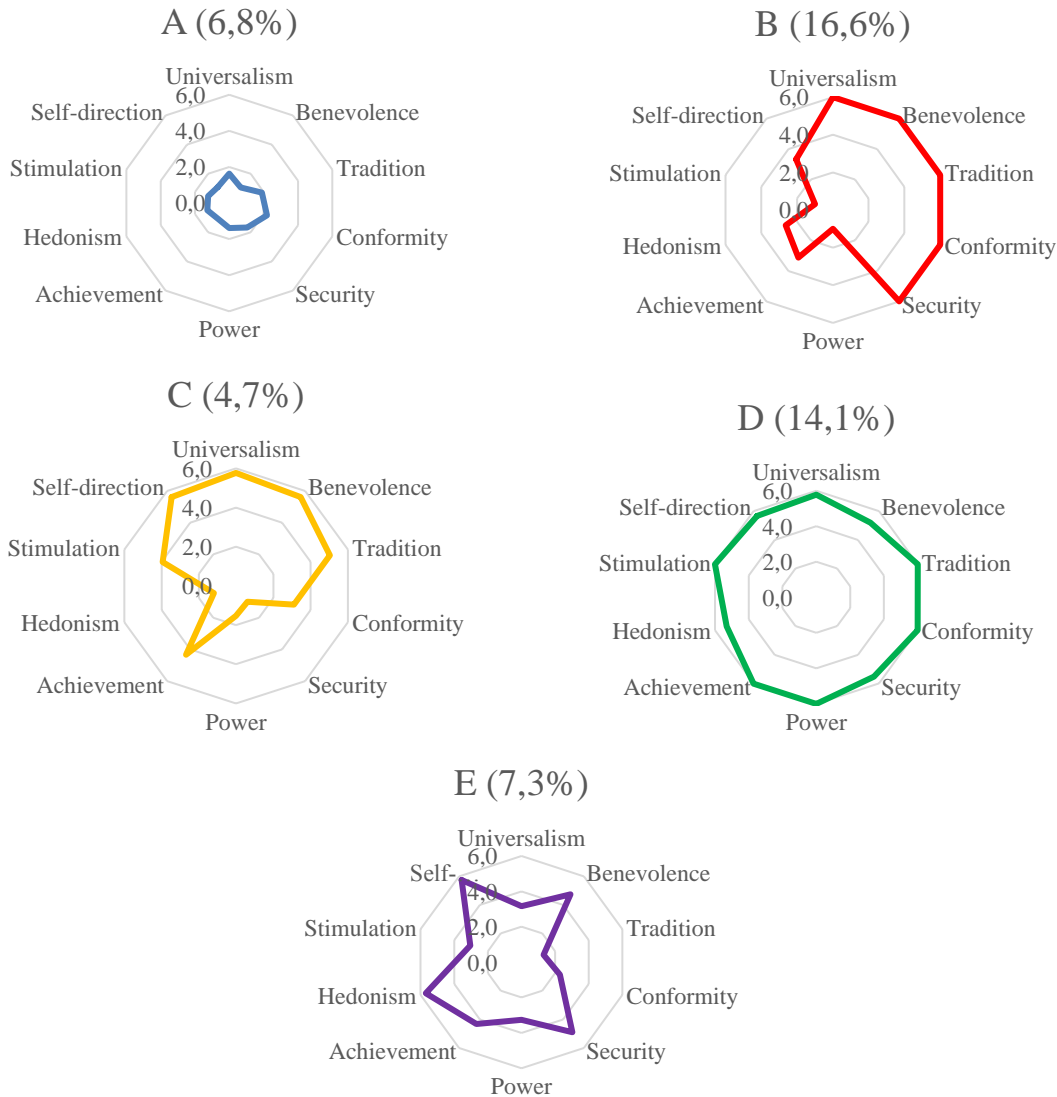 A (6,8%)
Universalism
Benevolence
Tradition
Conformity
Security
Power
Achievement
Hedonism
Stimulation
Self-direction
6,0
4,0
2,0
0,0
B (16,6%)
Universalism
Benevolence
Tradition
Conformity
Security
Power
Achievement
Hedonism
Stimulation
Self-direction
6,0
4,0
2,0
0,0
C (4,7%)
Universalism
Benevolence
Tradition
Conformity
Security
Power
Achievement
Hedonism
Stimulation
Self-direction
6,0
4,0
2,0
0,0
D (14,1%)
Universalism
Benevolence
Tradition
Conformity
Security
Power
Achievement
Hedonism
Stimulation
Self-direction
6,0
4,0
2,0
0,0
E (7,3%)
Universalism
Benevolence
Tradition
Conformity
Security
Power
Achievement
Hedonism
Stimulation
Self-
6,0
4,0
2,0
0,0